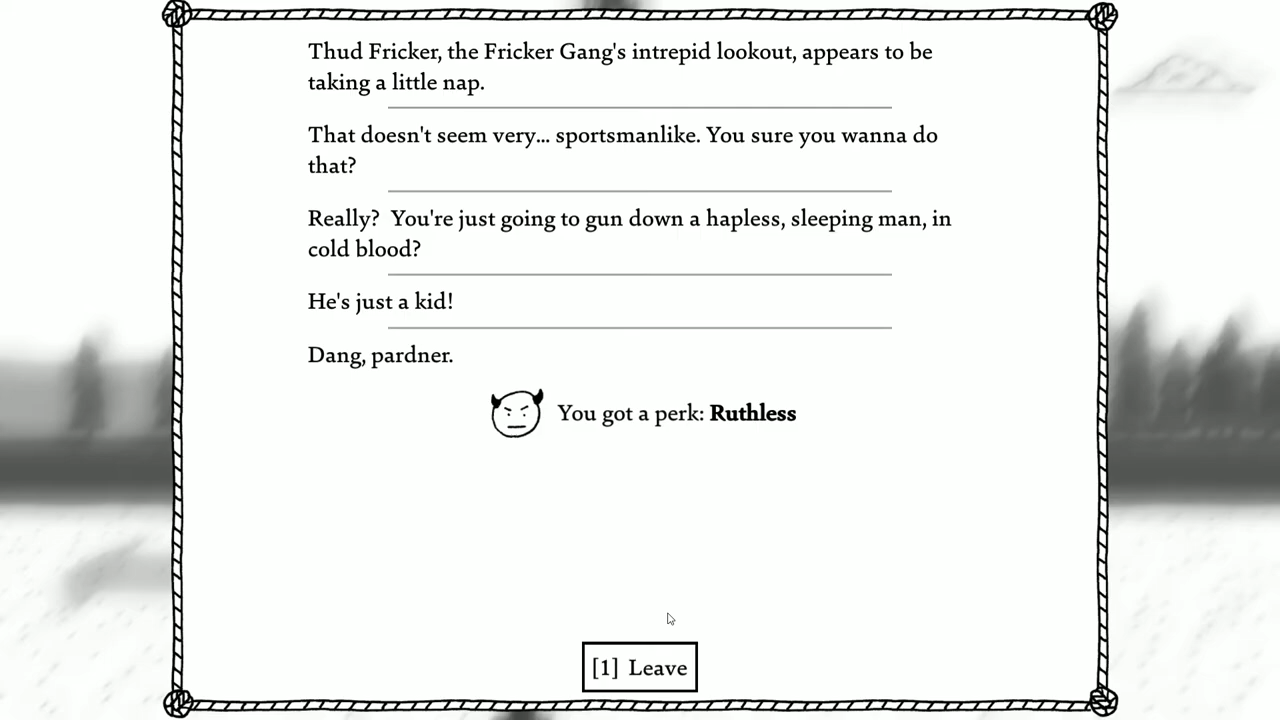 Thud Fricker, the Fricker Gang's intrepid lookout, appears to be
taking a little nap.
That doesn't seem very... sportsmanlike. You sure you wanna do
that?
Really?  You're just going to gun down a hapless, sleeping man, in
cold blood?
He's just a kid!
Dang, pardner.
You got a perk: Ruthless
[1] Leave